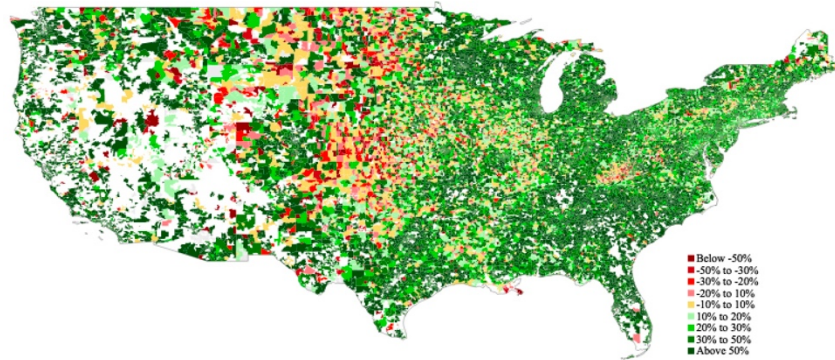 Below -50%
-50% to -30%
-30% to -20%
-20% to 10%
-10% to 10%
10% to 20%
20% to 30%
30% to 50%
Above 50%